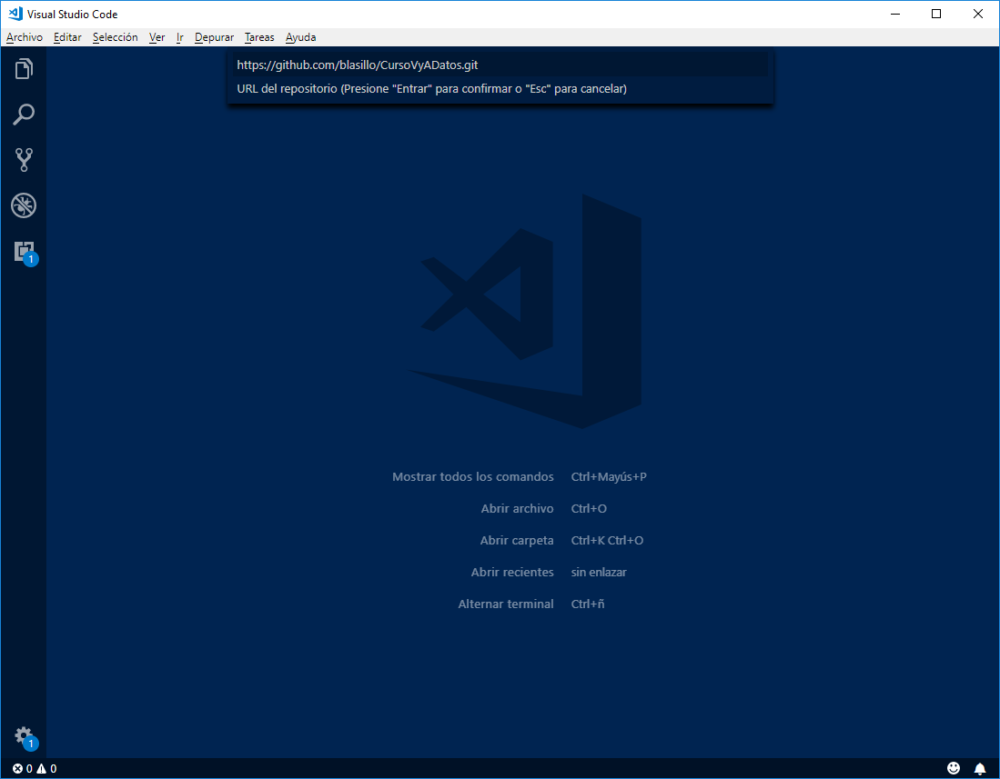 Visual Studio Code
Archivo Editar Selección Ver Ir Depurar Tareas Ayuda
https://github.com/blasillo/CursoVyADatos.git
URL del repositorio (Presione "Entrar" para confirmar o "Esc" para cancelar)
1
Mostrar todos los comandos Ctrl+Mayús+P
Abrir archivo Ctrl+O
Abrir carpeta Ctrl+K Ctrl+O
Abrir recientes sin enlazar
Alternar terminal Ctrl+ñ
1
0 0